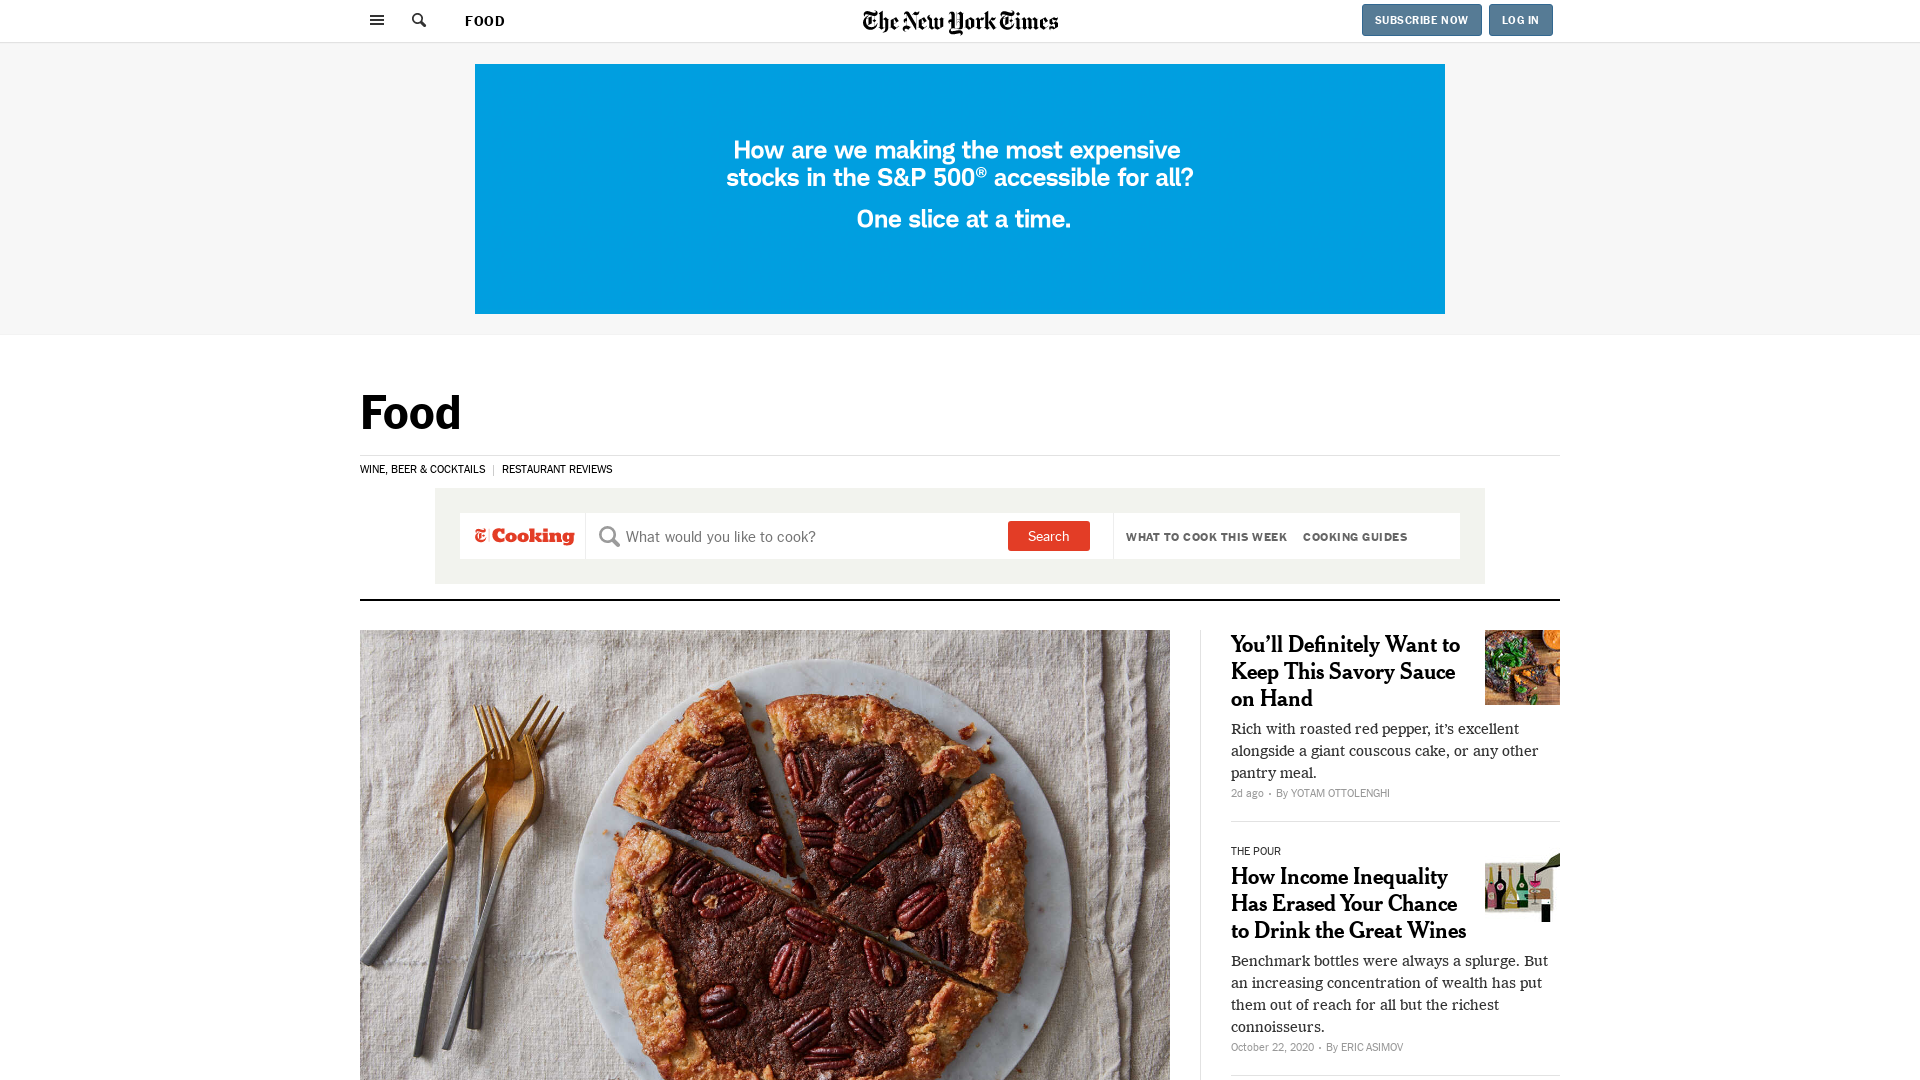 FOOD
The New York Times
SUBSCRIBE NOW
LOG IN
How are we making the most expensive
stocks in the S&P 500® accessible for all?
One slice at a time.
Food
WINE, BEER & COCKTAILS | RESTAURANT REVIEWS
T Cooking
What would you like to cook?
Search
WHAT TO COOK THIS WEEK
COOKING GUIDES
You’ll Definitely Want to
Keep This Savory Sauce
on Hand
Rich with roasted red pepper, it’s excellent
alongside a giant couscous cake, or any other
pantry meal.
2d ago • By YOTAM OTTOLENGHI
THE POUR
How Income Inequality
Has Erased Your Chance
to Drink the Great Wines
Benchmark bottles were always a splurge. But
an increasing concentration of wealth has put
them out of reach for all but the richest
connoisseurs.
October 22, 2020 • By ERIC ASIMOV